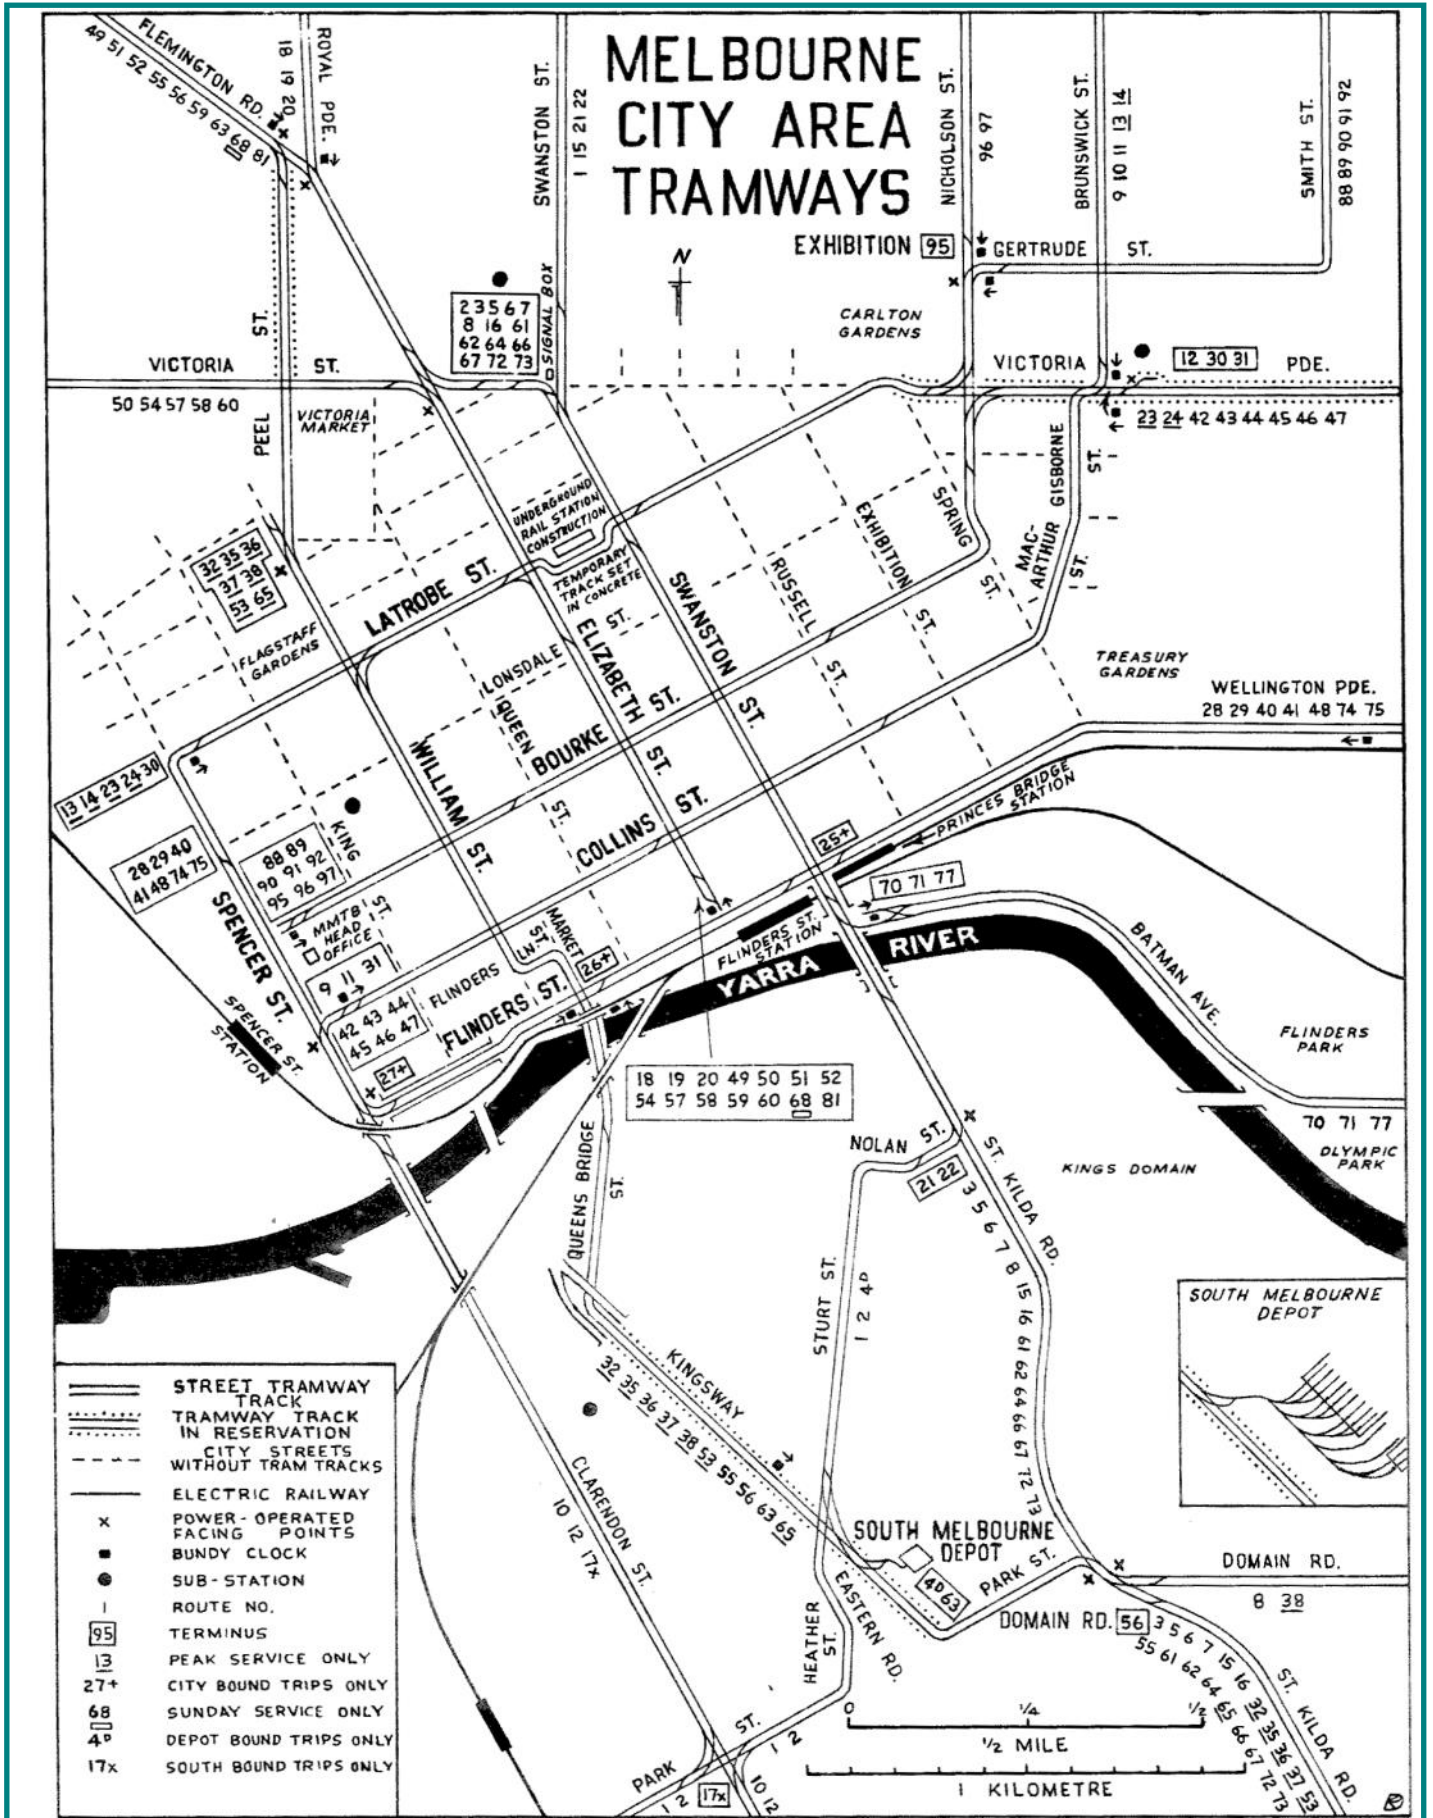 MELBOURNE
CITY AREA
TRAMWAYS
FLEMINGTON RD.
49 51 52 55 56 59 63 68 81
18 19 20
ROYAL PDE.
SWANSTON ST.
1 15 21 22
NICHOLSON ST.
96 97
BRUNSWICK ST.
9 10 11 13 14
SMITH ST.
88 89 90 91 92
EXHIBITION 95
GERTRUDE ST.
N
2 3 5 6 7
8 16 61
62 64 66
67 72 73
SIGNAL BOX
CARLTON
GARDENS
VICTORIA ST.
50 54 57 58 60
PEEL ST.
VICTORIA
MARKET
VICTORIA PDE.
12 30 31
23 24 42 43 44 45 46 47
GISBORNE ST.
MAC-
ARTHUR ST.
SPRING ST.
EXHIBITION ST.
RUSSELL ST.
UNDERGROUND
RAIL STATION
CONSTRUCTION
TEMPORARY
TRACK SET
IN CONCRETE
32 35 36
37 38
53 65
FLAGSTAFF
GARDENS
LATROBE ST.
LONSDALE ST.
QUEEN ST.
ELIZABETH ST.
SWANSTON ST.
BOURKE ST.
WILLIAM ST.
COLLINS ST.
TREASURY
GARDENS
WELLINGTON PDE.
28 29 40 41 48 74 75
13 14 23 24 30
28 29 40
41 48 74 75
SPENCER ST.
88 89
90 91 92
95 96 97
KING ST.
MMTB
HEAD
OFFICE
9 11 31
42 43 44
45 46 47
27+
FLINDERS LN.
MARKET ST.
FLINDERS ST.
26+
25+
PRINCES BRIDGE
STATION
FLINDERS ST.
STATION
70 71 77
YARRA RIVER
BATMAN AVE.
FLINDERS
PARK
70 71 77
OLYMPIC
PARK
SPENCER ST.
STATION
18 19 20 49 50 51 52
54 57 58 59 60 68 81
NOLAN ST.
21 22
ST. KILDA RD.
3 5 6 7 8 15 16 61 62 64 66 67 72 73
KINGS DOMAIN
QUEENS BRIDGE ST.
STURT ST.
1 2 4D
KINGSWAY
32 35 36 37 38 53 55 56 63 65
CLARENDON ST.
10 12 17x
SOUTH MELBOURNE
DEPOT
SOUTH MELBOURNE
DEPOT
4D 63
PARK ST.
EASTERN RD.
HEATHER ST.
DOMAIN RD.
8 38
DOMAIN RD. 56
3 5 6 7 15 16 32 35 36 37 53
55 61 62 64 65 66 67 72 73
ST. KILDA RD.
PARK ST.
1 2
1 2
17x
10 12
0 1/4 1/2
1/2 MILE
1 KILOMETRE
STREET TRAMWAY
TRACK
TRAMWAY TRACK
IN RESERVATION
CITY STREETS
WITHOUT TRAM TRACKS
ELECTRIC RAILWAY
x POWER-OPERATED
FACING POINTS
BUNDY CLOCK
SUB-STATION
1 ROUTE NO.
95 TERMINUS
13 PEAK SERVICE ONLY
27+ CITY BOUND TRIPS ONLY
68 SUNDAY SERVICE ONLY
4D DEPOT BOUND TRIPS ONLY
17x SOUTH BOUND TRIPS ONLY